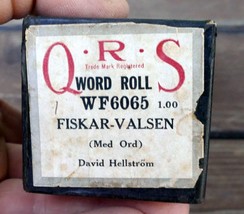 Q·R·S
Trade Mark Registered
WORD ROLL
WF6065 1.00
FISKAR-VALSEN
(Med Ord)
David Hellström